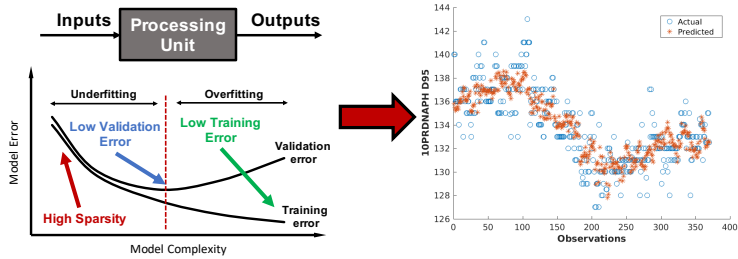 Inputs
Processing
Unit
Outputs
Underfitting
Overfitting
Low Validation
Error
Low Training
Error
Validation
error
High Sparsity
Training
error
Model Error
Model Complexity
Actual
Predicted
10PRDNAPH D95
144
142
140
138
136
134
132
130
128
126
0
50
100
150
200
250
300
350
400
Observations